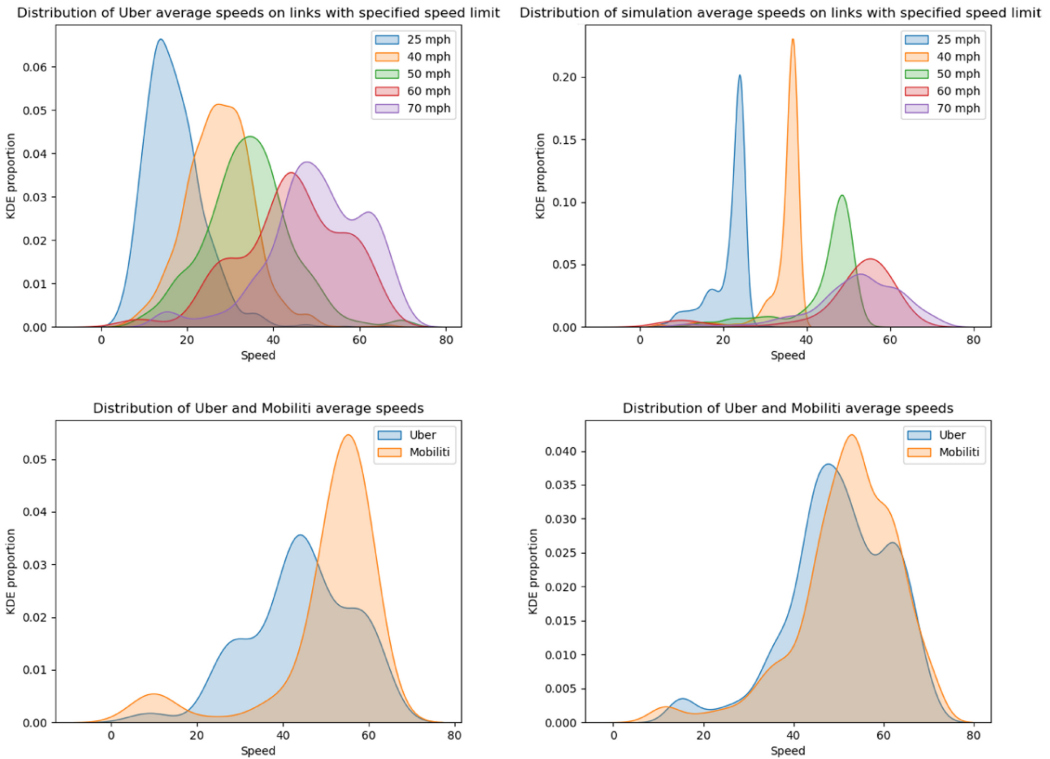 Distribution of Uber average speeds on links with specified speed limit
KDE proportion
0.06
0.05
0.04
0.03
0.02
0.01
0.00
25 mph
40 mph
50 mph
60 mph
70 mph
0 20 40 60 80
Speed
Distribution of simulation average speeds on links with specified speed limit
KDE proportion
0.20
0.15
0.10
0.05
0.00
25 mph
40 mph
50 mph
60 mph
70 mph
0 20 40 60 80
Speed
Distribution of Uber and Mobiliti average speeds
KDE proportion
0.05
0.04
0.03
0.02
0.01
0.00
Uber
Mobiliti
0 20 40 60 80
Speed
Distribution of Uber and Mobiliti average speeds
KDE proportion
0.040
0.035
0.030
0.025
0.020
0.015
0.010
0.005
0.000
Uber
Mobiliti
0 20 40 60 80
Speed